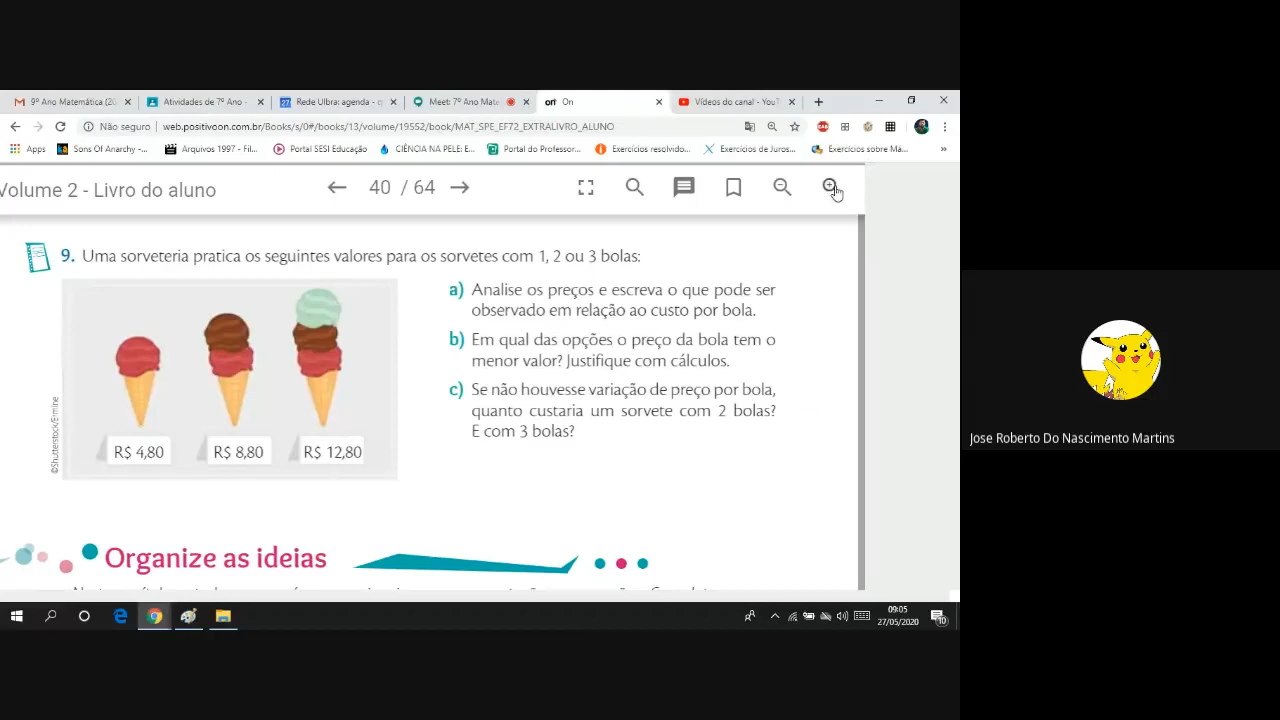 9º Ano Matemática (20
Atividades de 7º Ano -
27
Rede Ulbra: agenda -
Meet: 7º Ano Mate
On
Vídeos do canal - YouT
Não seguro
web.positivoon.com.br/Books/s/0#/books/13/volume/19552/book/MAT_SPE_EF72_EXTRALIVRO_ALUNO
Apps
Sons Of Anarchy -...
Arquivos 1997 - Fil...
Portal SESI Educação
CIÊNCIA NA PELE: E...
Portal do Professor...
Exercícios resolvido...
Exercícios de Juros...
Exercícios sobre Ma...
Volume 2 - Livro do aluno
40 / 64
9. Uma sorveteria pratica os seguintes valores para os sorvetes com 1, 2 ou 3 bolas:
©Shutterstock/Ermine
R$ 4,80
R$ 8,80
R$ 12,80
a) Analise os preços e escreva o que pode ser
observado em relação ao custo por bola.
b) Em qual das opções o preço da bola tem o
menor valor? Justifique com cálculos.
c) Se não houvesse variação de preço por bola,
quanto custaria um sorvete com 2 bolas?
E com 3 bolas?
Organize as ideias
09:05
27/05/2020
10
Jose Roberto Do Nascimento Martins